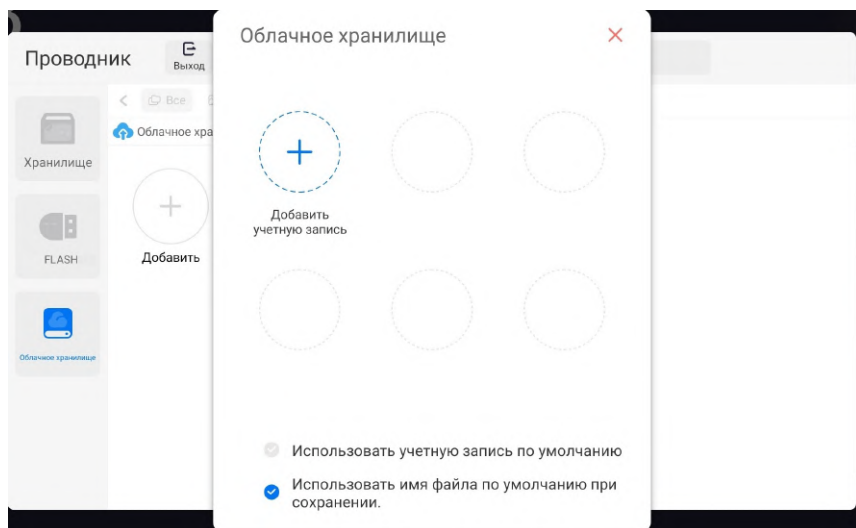 Облачное хранилище
Проводник
Выход
Все
Облачное хра
Хранилище
Добавить
учетную запись
FLASH
Добавить
Облачное хранилище
Использовать учетную запись по умолчанию
Использовать имя файла по умолчанию при
сохранении.